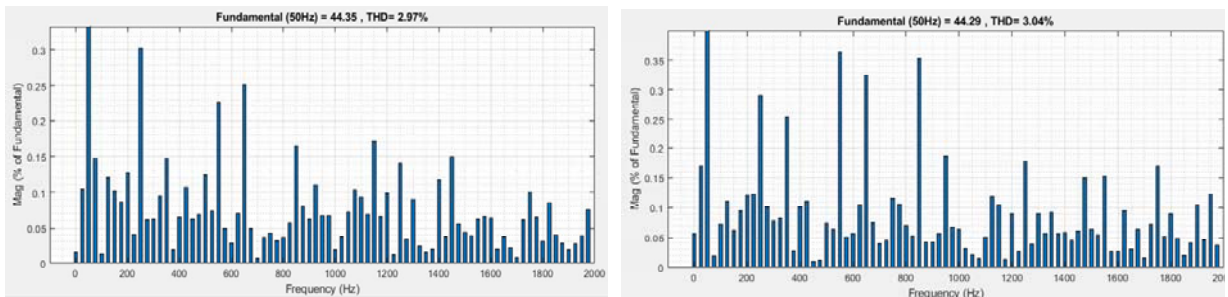 Fundamental (50Hz) = 44.35 , THD= 2.97%
Mag (% of Fundamental)
0.3
0.25
0.2
0.15
0.1
0.05
0
0 200 400 600 800 1000 1200 1400 1600 1800 2000
Frequency (Hz)
Fundamental (50Hz) = 44.29 , THD= 3.04%
Mag (% of Fundamental)
0.35
0.3
0.25
0.2
0.15
0.1
0.05
0
0 200 400 600 800 1000 1200 1400 1600 1800 200
Frequency (Hz)